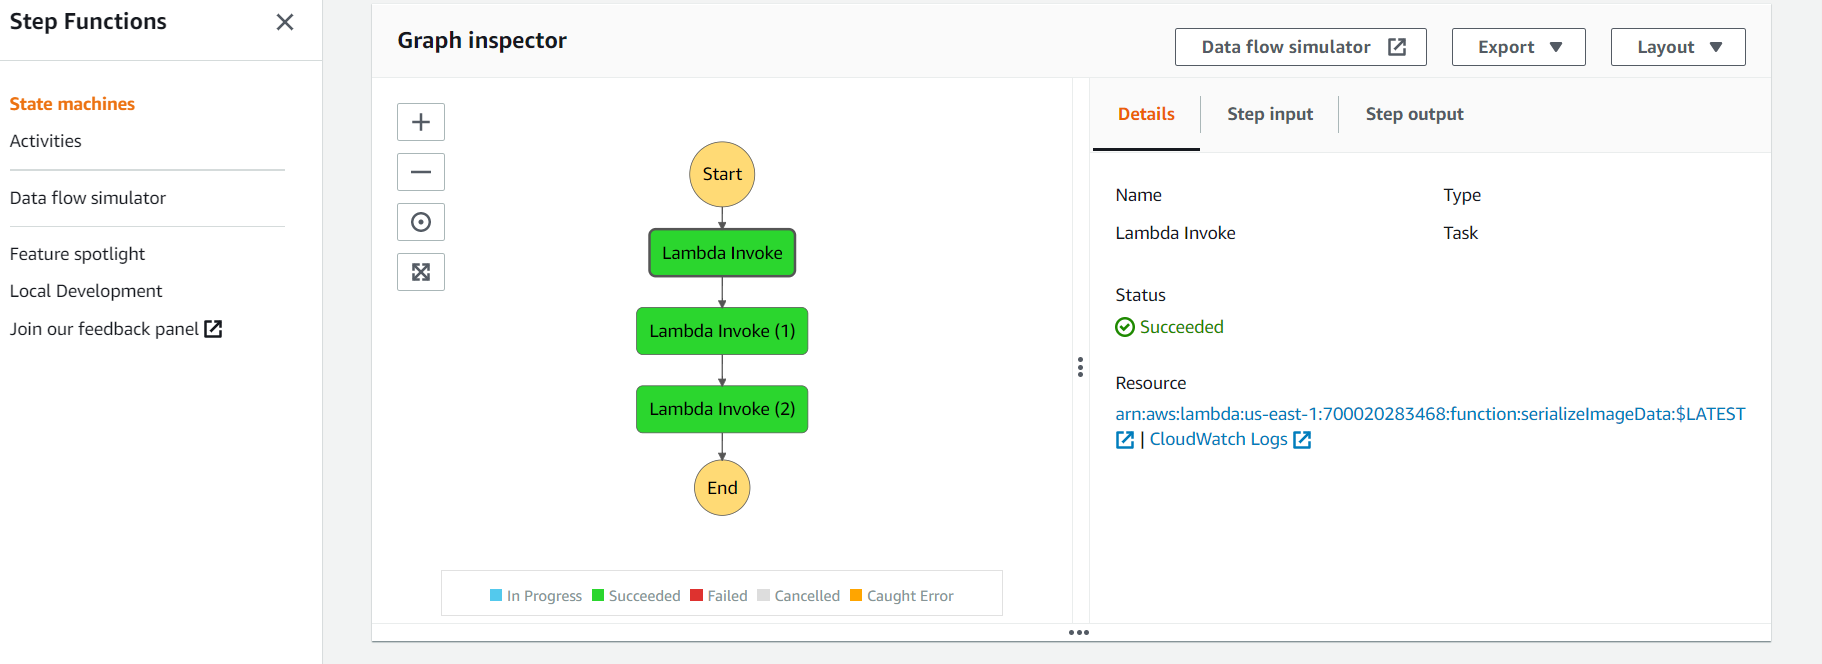 Step Functions
State machines
Activities
Data flow simulator
Feature spotlight
Local Development
Join our feedback panel
Graph inspector
Data flow simulator
Export
Layout
Start
Lambda Invoke
Lambda Invoke (1)
Lambda Invoke (2)
End
In Progress Succeeded Failed Cancelled Caught Error
Details Step input Step output
Name Type
Lambda Invoke Task
Status
Succeeded
Resource
arn:aws:lambda:us-east-1:700020283468:function:serializeImageData:$LATEST
| CloudWatch Logs